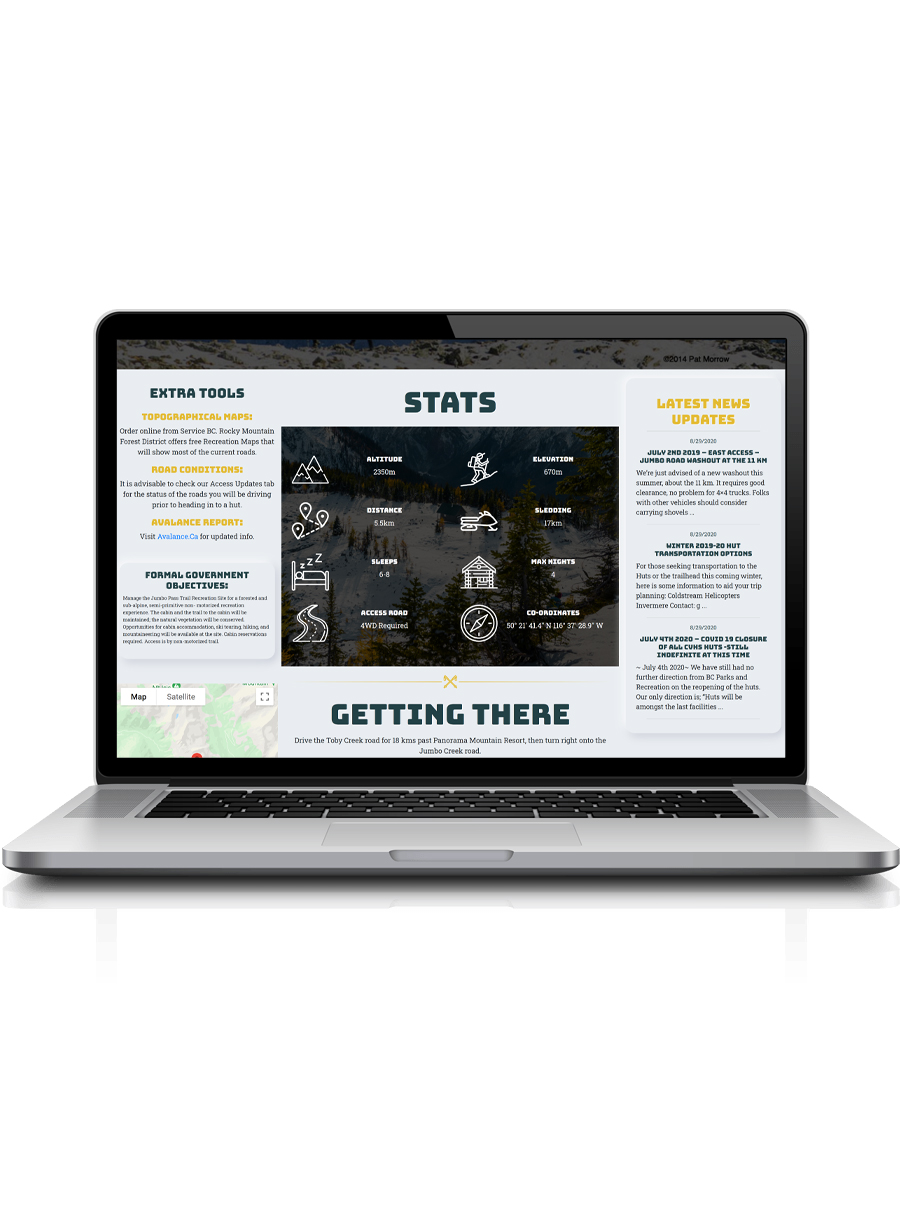 ©2014 Pat Morrow
EXTRA TOOLS
TOPOGRAPHICAL MAPS:
Order online from Service BC. Rocky Mountain
Forest District offers free Recreation Maps that
will show most of the current roads.
ROAD CONDITIONS:
It is advisable to check our Access Updates tab
for the status of the roads you will be driving
prior to heading in to a hut.
AVALANCE REPORT:
Visit Avalance.Ca for updated info.
FORMAL GOVERNMENT
OBJECTIVES:
Manage the Jumbo Pass Trail Recreation Site for a forested and
sub-alpine, semi-primitive non- motorized recreation
experience. The cabin and the trail to the cabin will be
maintained, the natural vegetation will be conserved.
Opportunities for cabin accommodation, ski touring, hiking, and
mountaineering will be available at the site. Cabin reservations
required. Access is by non-motorized trail.
Map
Satellite
STATS
ALTITUDE
2350m
ELEVATION
670m
DISTANCE
5.5km
SLEDDING
17km
SLEEPS
6-8
MAX NIGHTS
4
ACCESS ROAD
4WD Required
CO-ORDINATES
50° 21' 41.4" N 116° 37' 28.9" W
GETTING THERE
Drive the Toby Creek road for 18 kms past Panorama Mountain Resort, then turn right onto the
Jumbo Creek road.
LATEST NEWS
UPDATES
8/29/2020
JULY 2ND 2019 – EAST ACCESS –
JUMBO ROAD WASHOUT AT THE 11 KM
We're just advised of a new washout this
summer, about the 11 km. It requires good
clearance, no problem for 4×4 trucks. Folks
with other vehicles should consider
carrying shovels ...
8/29/2020
WINTER 2019-20 HUT
TRANSPORTATION OPTIONS
For those seeking transportation to the
Huts or the trailhead this coming winter,
here is some information to aid your trip
planning: Coldstream Helicopters
Invermere Contact: g ...
8/29/2020
JULY 4TH 2020 – COVID 19 CLOSURE
OF ALL CVHS HUTS -STILL
INDEFINITE AT THIS TIME
~ July 4th 2020~ We have still had no
further direction from BC Parks and
Recreation on the reopening of the huts.
Our only direction is; "Huts will be
amongst the last facilities ...